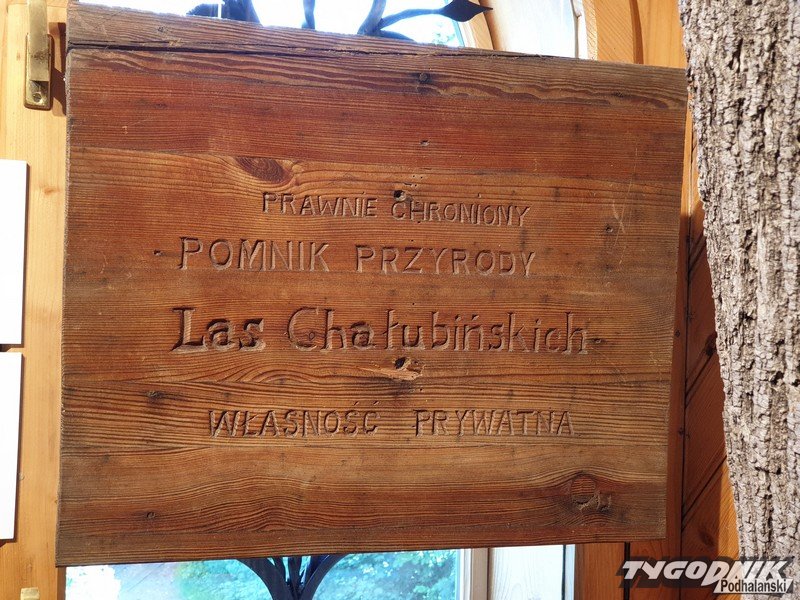 PRAWNIE CHRONIONY
POMNIK PRZYRODY
Las Chałubińskich
WŁASNOŚĆ PRYWATNA
TYGODNIK
Podhalański